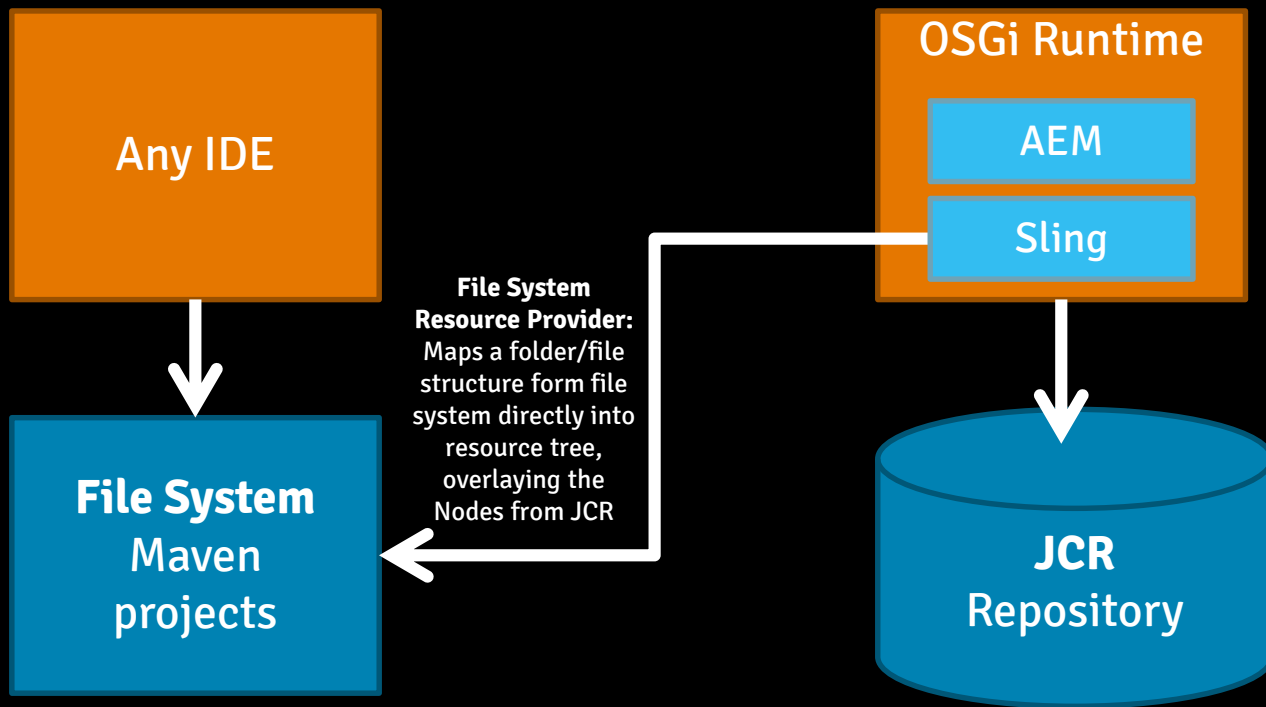 Any IDE
OSGi Runtime
AEM
Sling
File System
Resource Provider:
Maps a folder/file
structure form file
system directly into
resource tree,
overlaying the
Nodes from JCR
File System
Maven
projects
JCR
Repository